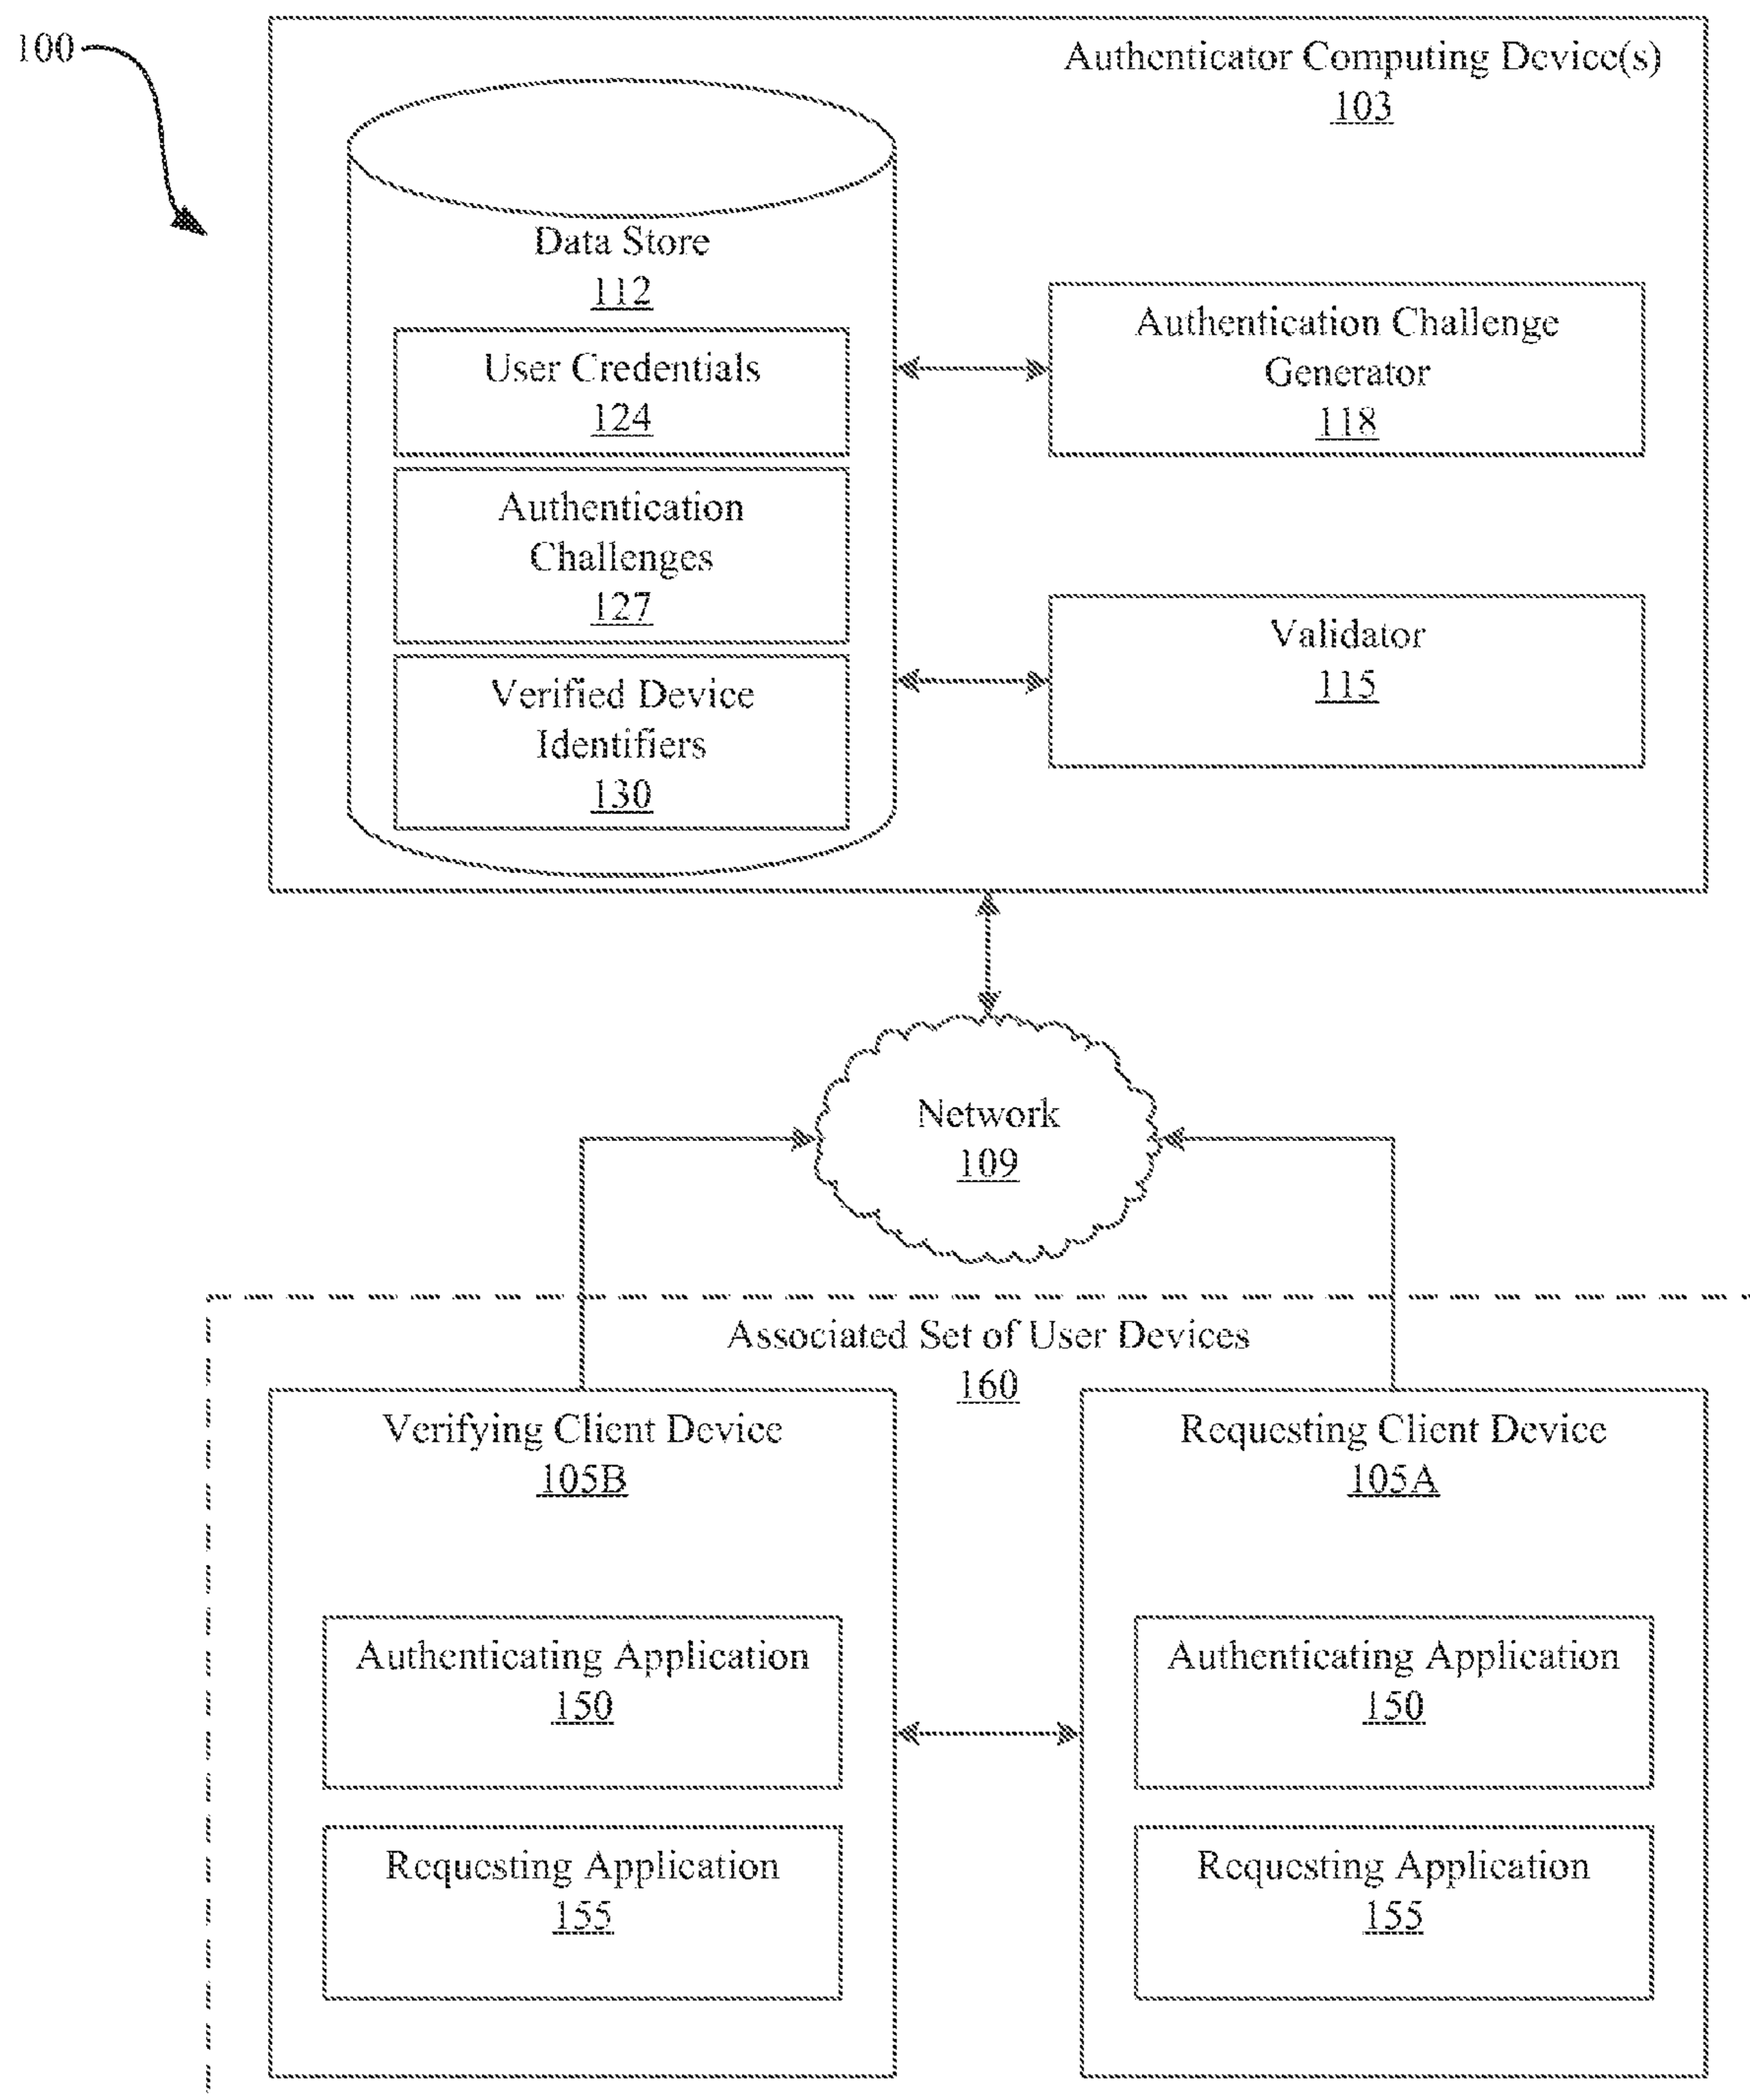 100
Authenticator Computing Device(s)
103
Data Store
112
User Credentials
124
Authentication
Challenges
127
Verified Device
Identifiers
130
Authentication Challenge
Generator
118
Validator
115
Network
109
Associated Set of User Devices
160
Verifying Client Device
105B
Authenticating Application
150
Requesting Application
155
Requesting Client Device
105A
Authenticating Application
150
Requesting Application
155